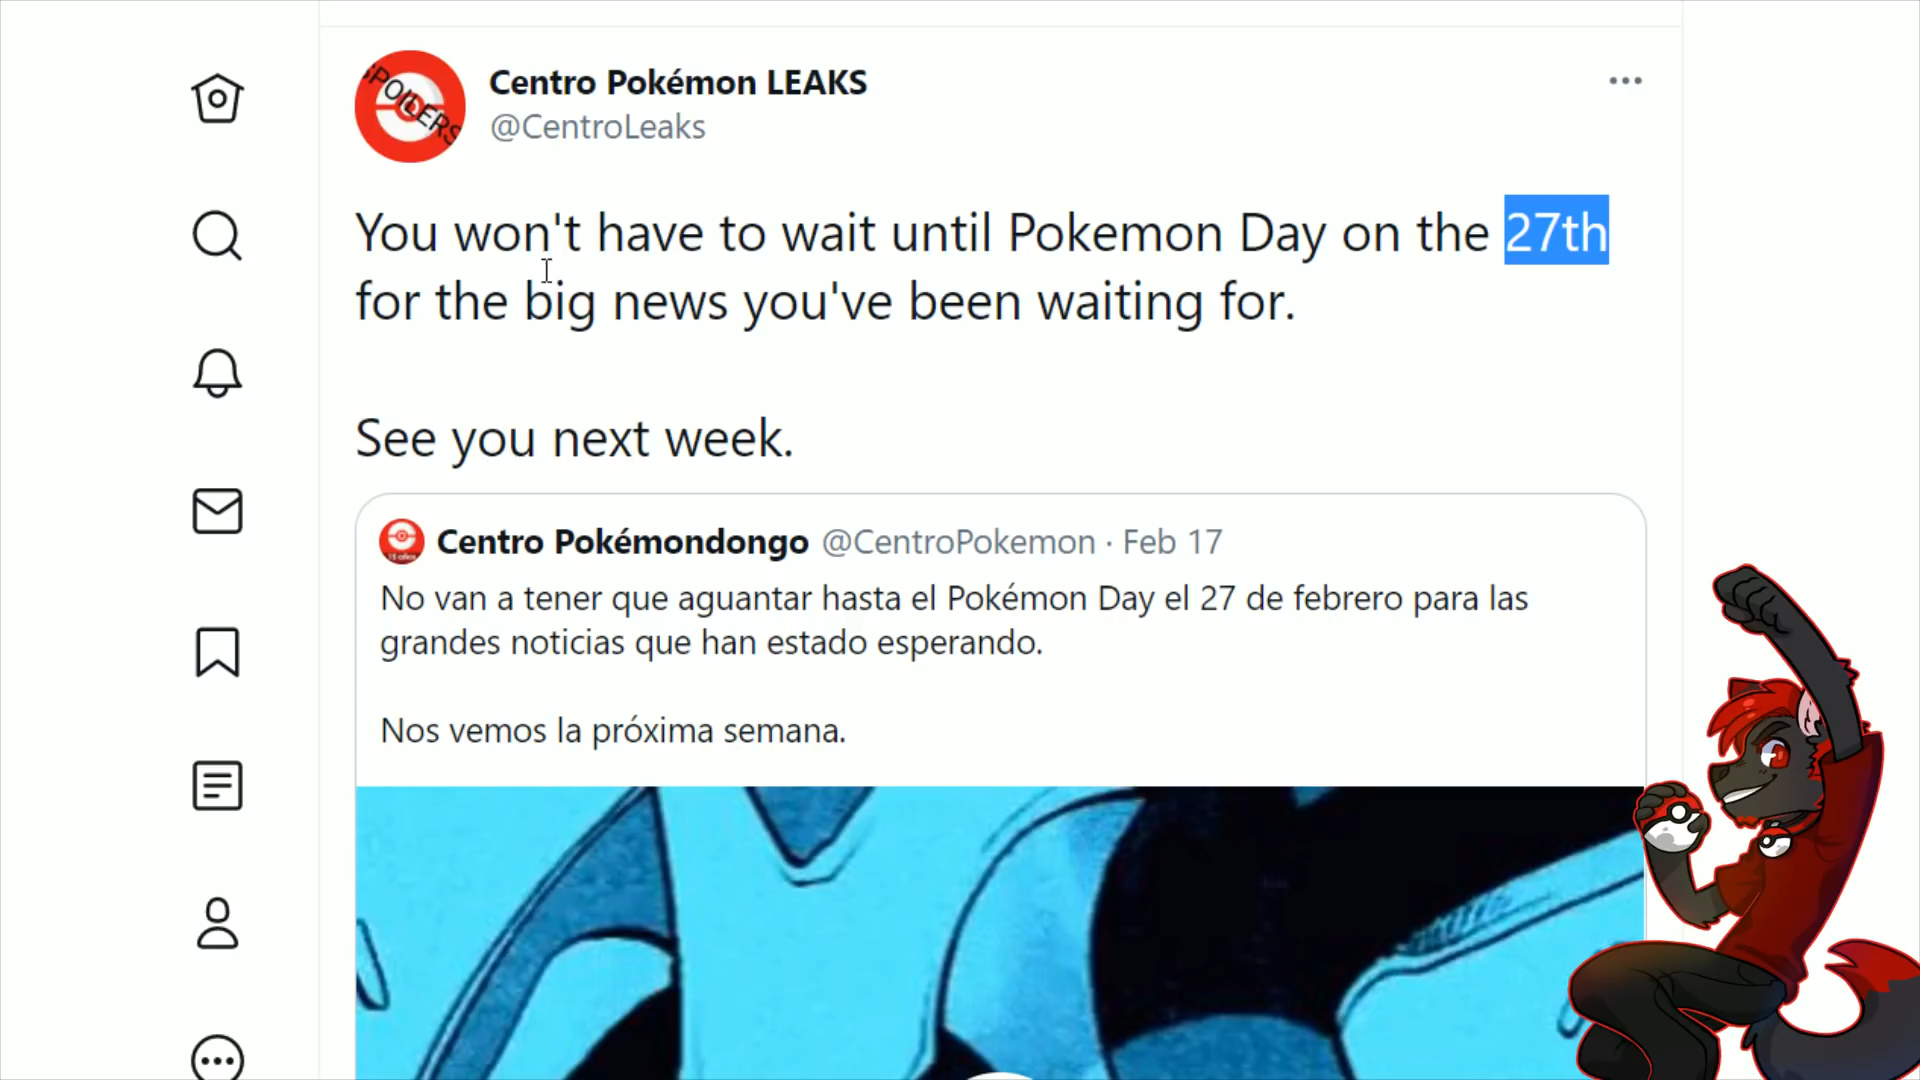 SPOILERS
Centro Pokémon LEAKS
@CentroLeaks
You won't have to wait until Pokemon Day on the 27th
for the big news you've been waiting for.
See you next week.
Centro Pokémondongo @CentroPokemon · Feb 17
No van a tener que aguantar hasta el Pokémon Day el 27 de febrero para las
grandes noticias que han estado esperando.
Nos vemos la próxima semana.